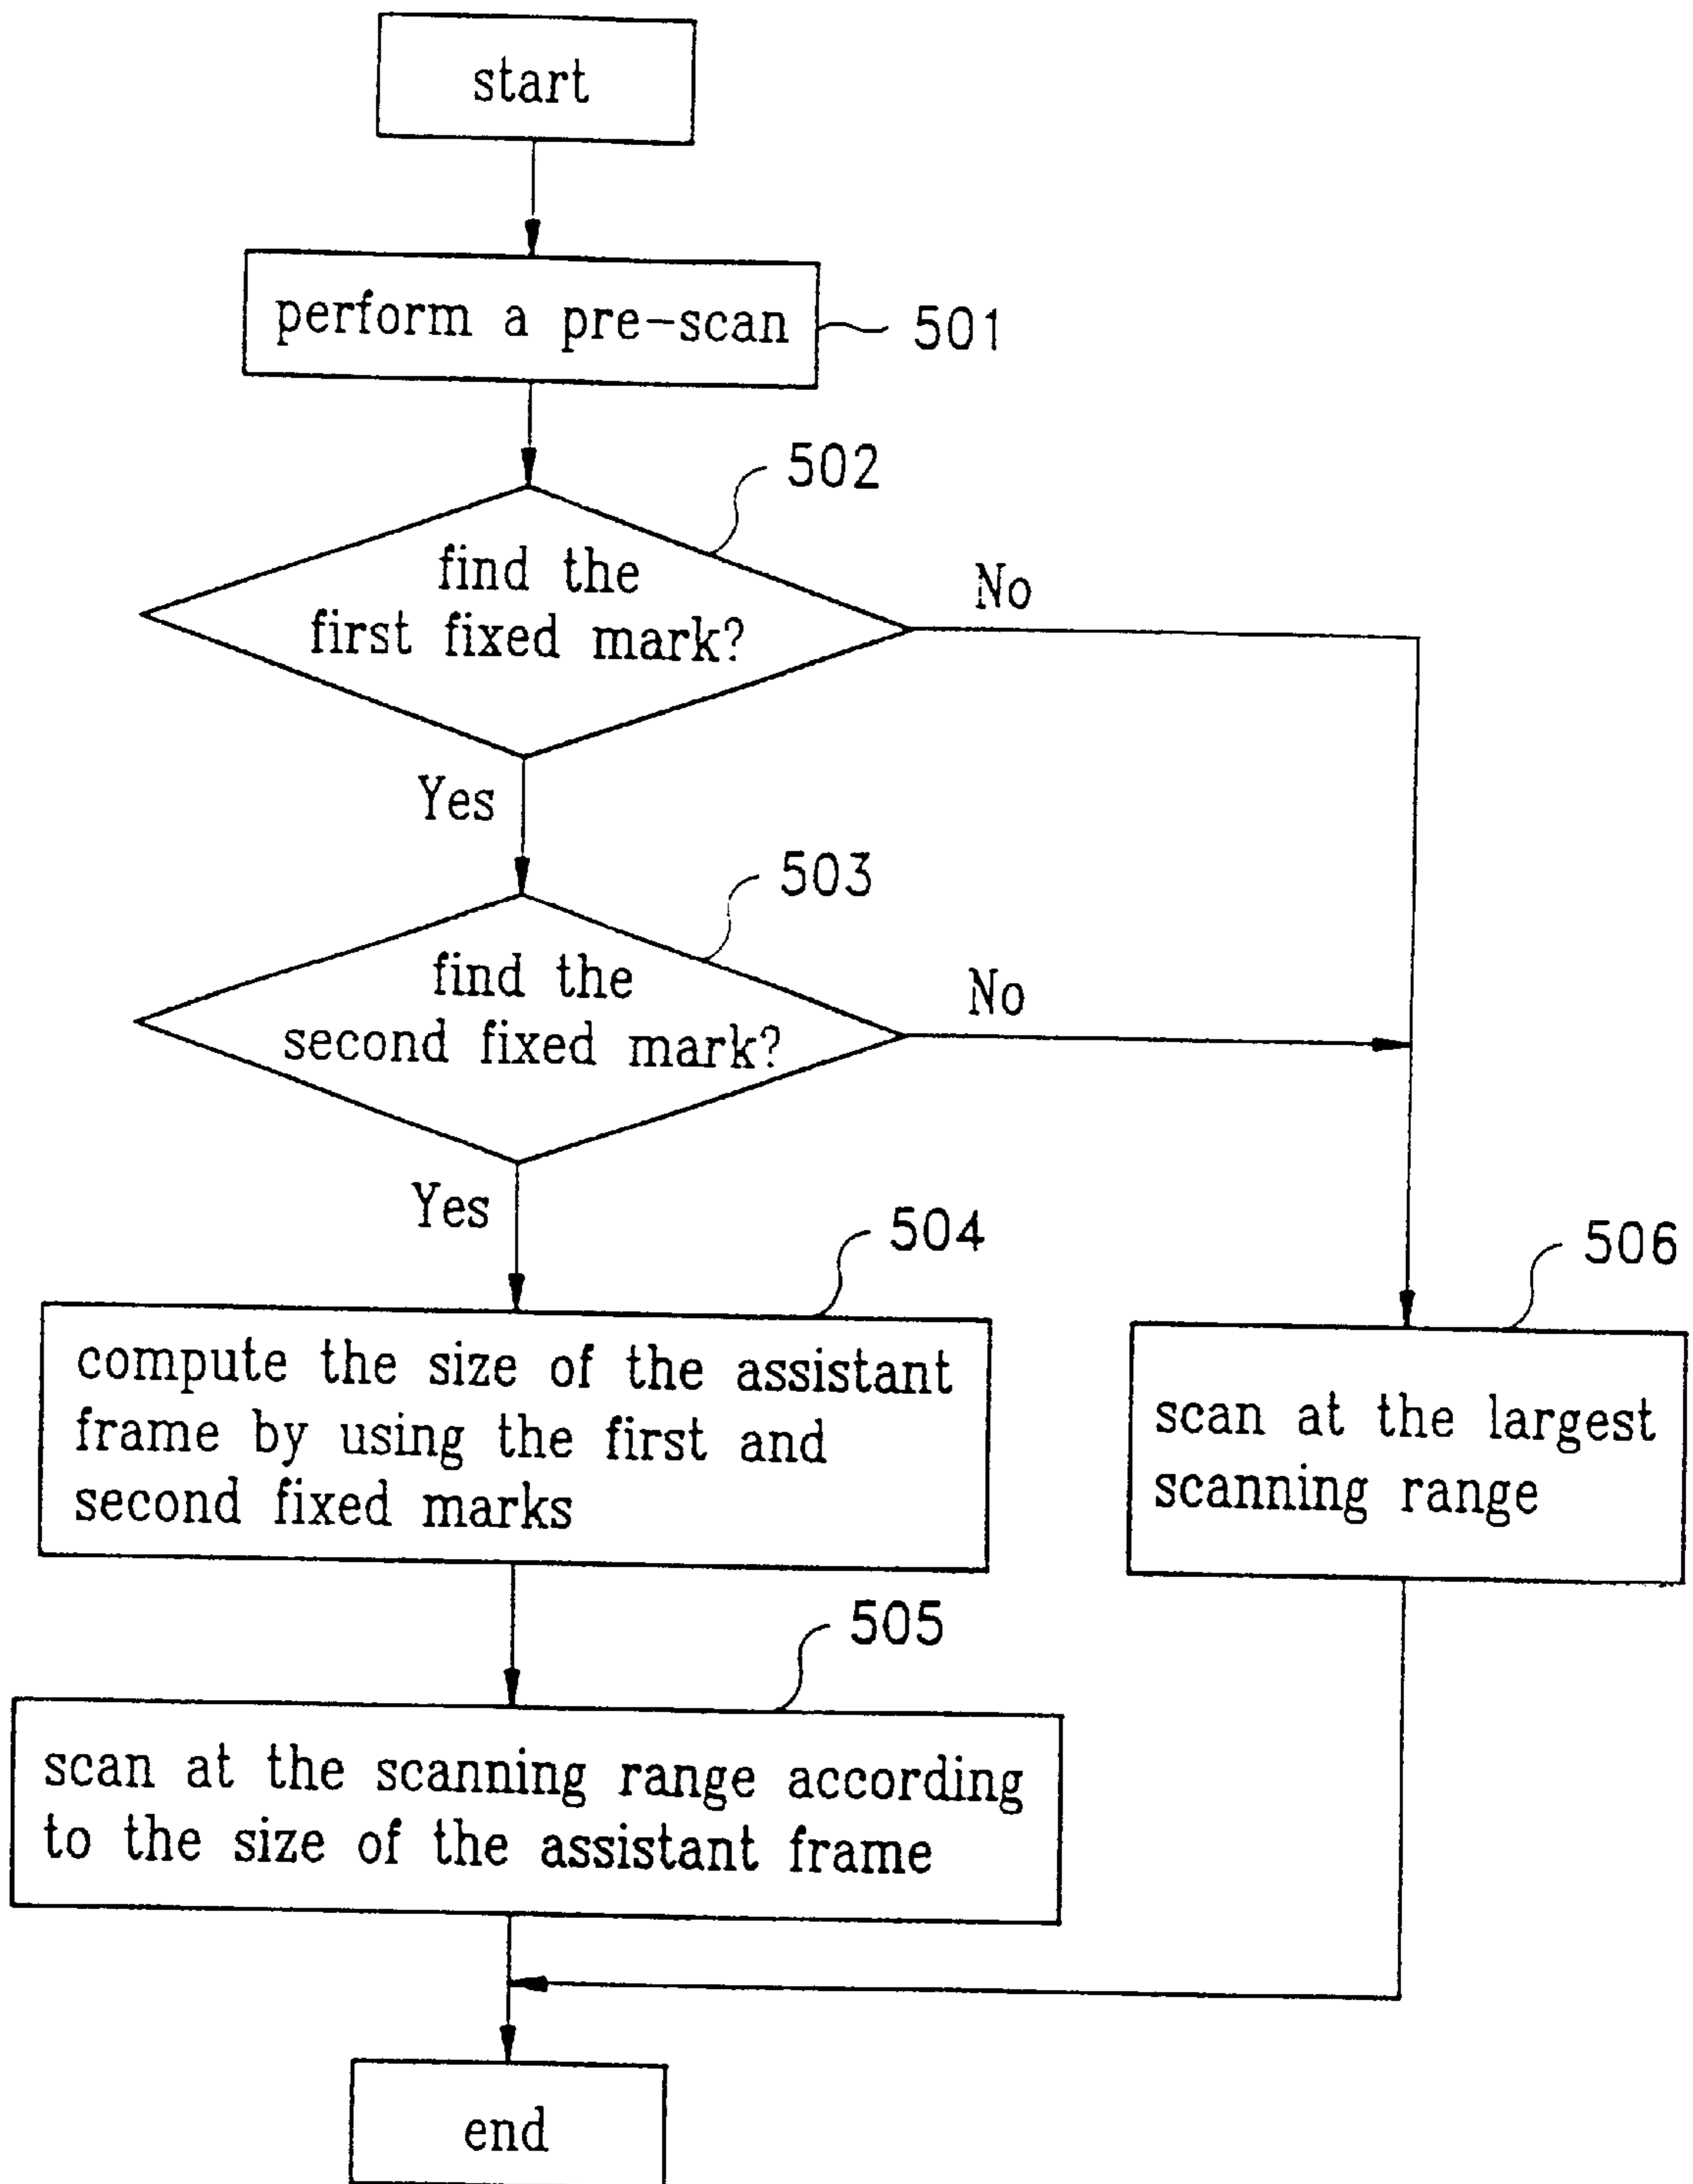 start
perform a pre-scan
501
502
find the
first fixed mark?
No
Yes
503
find the
second fixed mark?
No
Yes
504
compute the size of the assistant
frame by using the first and
second fixed marks
506
scan at the largest
scanning range
505
scan at the scanning range according
to the size of the assistant frame
end